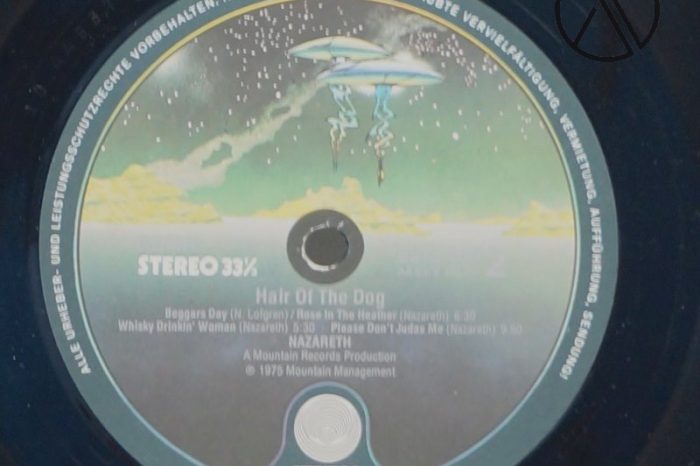 ALLE URHEBER- UND LEISTUNGSSCHUTZRECHTE VORBEHALTEN.
VERVIELFÄLTIGUNG, VERMIETUNG, AUFFÜHRUNG, SENDUNG!
STEREO 33⅓
2
Hair Of The Dog
Beggars Day (N. Lofgren) / Rose In The Heather (Nazareth) 6:30
Whisky Drinkin' Woman (Nazareth) 5:30 Please Don't Judas Me (Nazareth) 9:50
NAZARETH
A Mountain Records Production
℗ 1975 Mountain Management